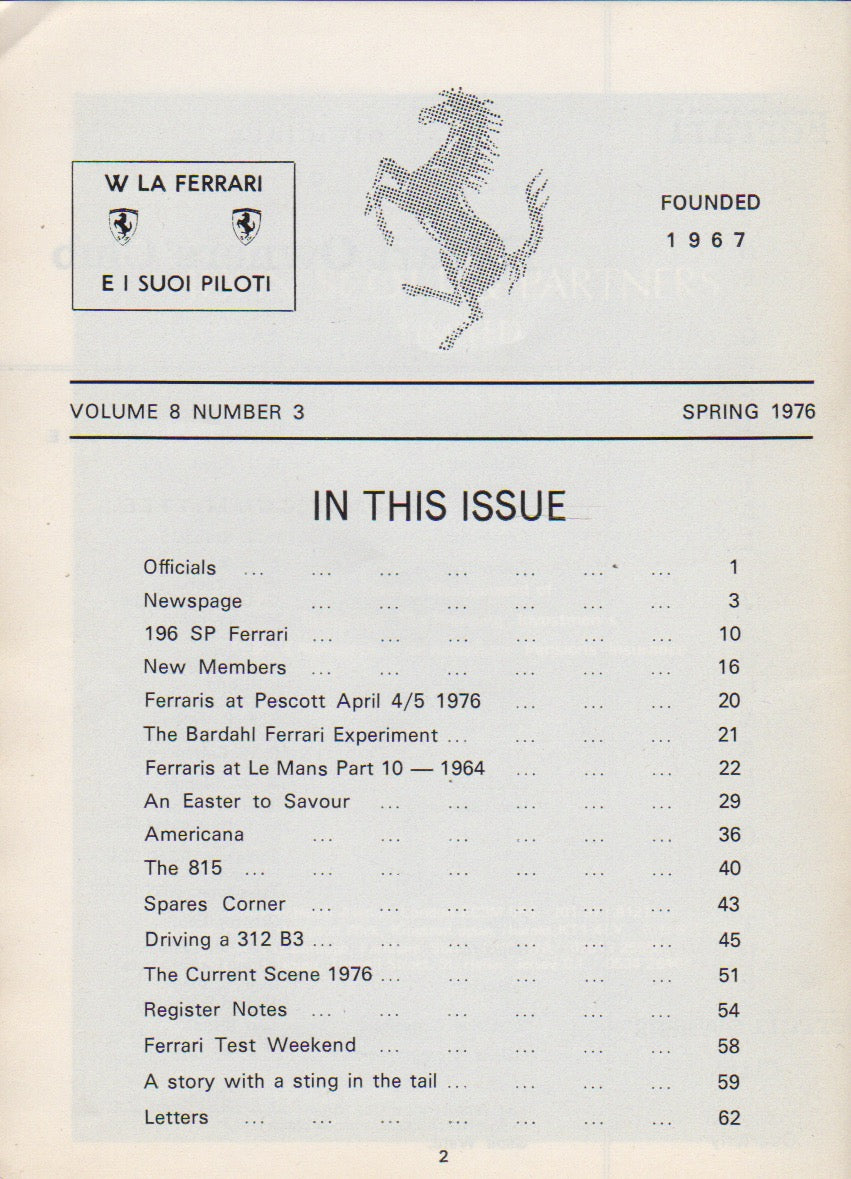 W LA FERRARI
E I SUOI PILOTI
FOUNDED
1967
VOLUME 8 NUMBER 3 SPRING 1976
IN THIS ISSUE
Officials ... ... ... ... ... ... ... 1
Newspage ... ... ... ... ... ... 3
196 SP Ferrari ... ... ... ... ... ... 10
New Members ... ... ... ... ... ... 16
Ferraris at Pescott April 4/5 1976 ... ... ... 20
The Bardahl Ferrari Experiment ... ... ... ... 21
Ferraris at Le Mans Part 10 — 1964 ... ... ... 22
An Easter to Savour ... ... ... ... ... 29
Americana ... ... ... ... ... ... 36
The 815 ... ... ... ... ... ... ... 40
Spares Corner ... ... ... ... ... ... 43
Driving a 312 B3 ... ... ... ... ... ... 45
The Current Scene 1976 ... ... ... ... ... 51
Register Notes ... ... ... ... ... ... 54
Ferrari Test Weekend ... ... ... ... ... 58
A story with a sting in the tail ... ... ... ... 59
Letters ... ... ... ... ... ... ... 62
2